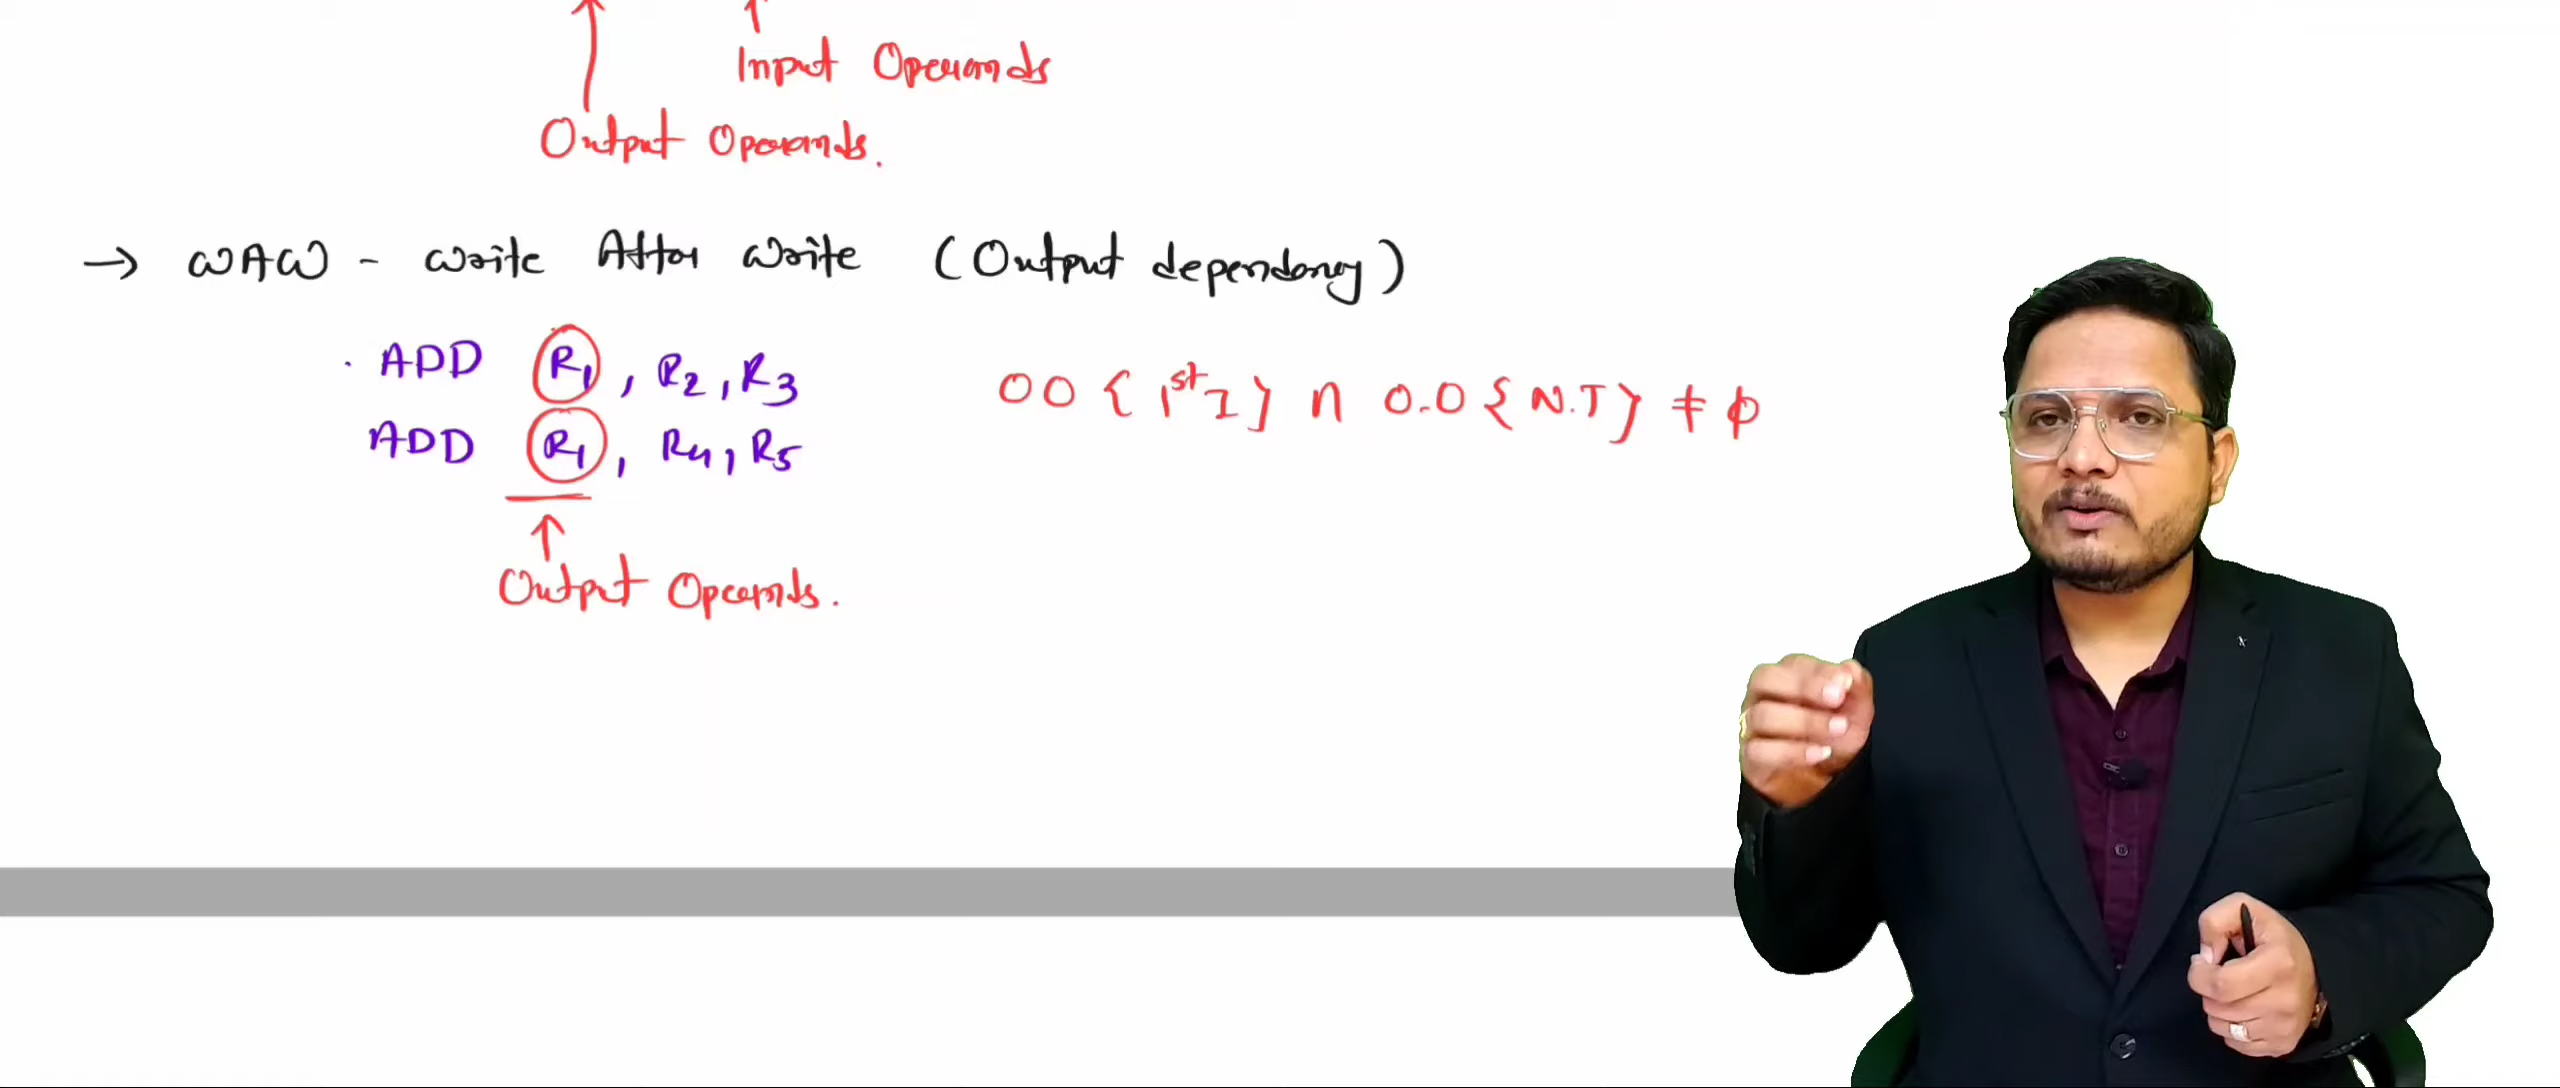 Input Operands
Output Operands.
→ WAW - Write After Write (Output dependency)
. ADD R1, R2, R3
ADD R1, R4, R5
OO {1st I} ∩ O.O {N.I} ≠ ϕ
Output Operands.